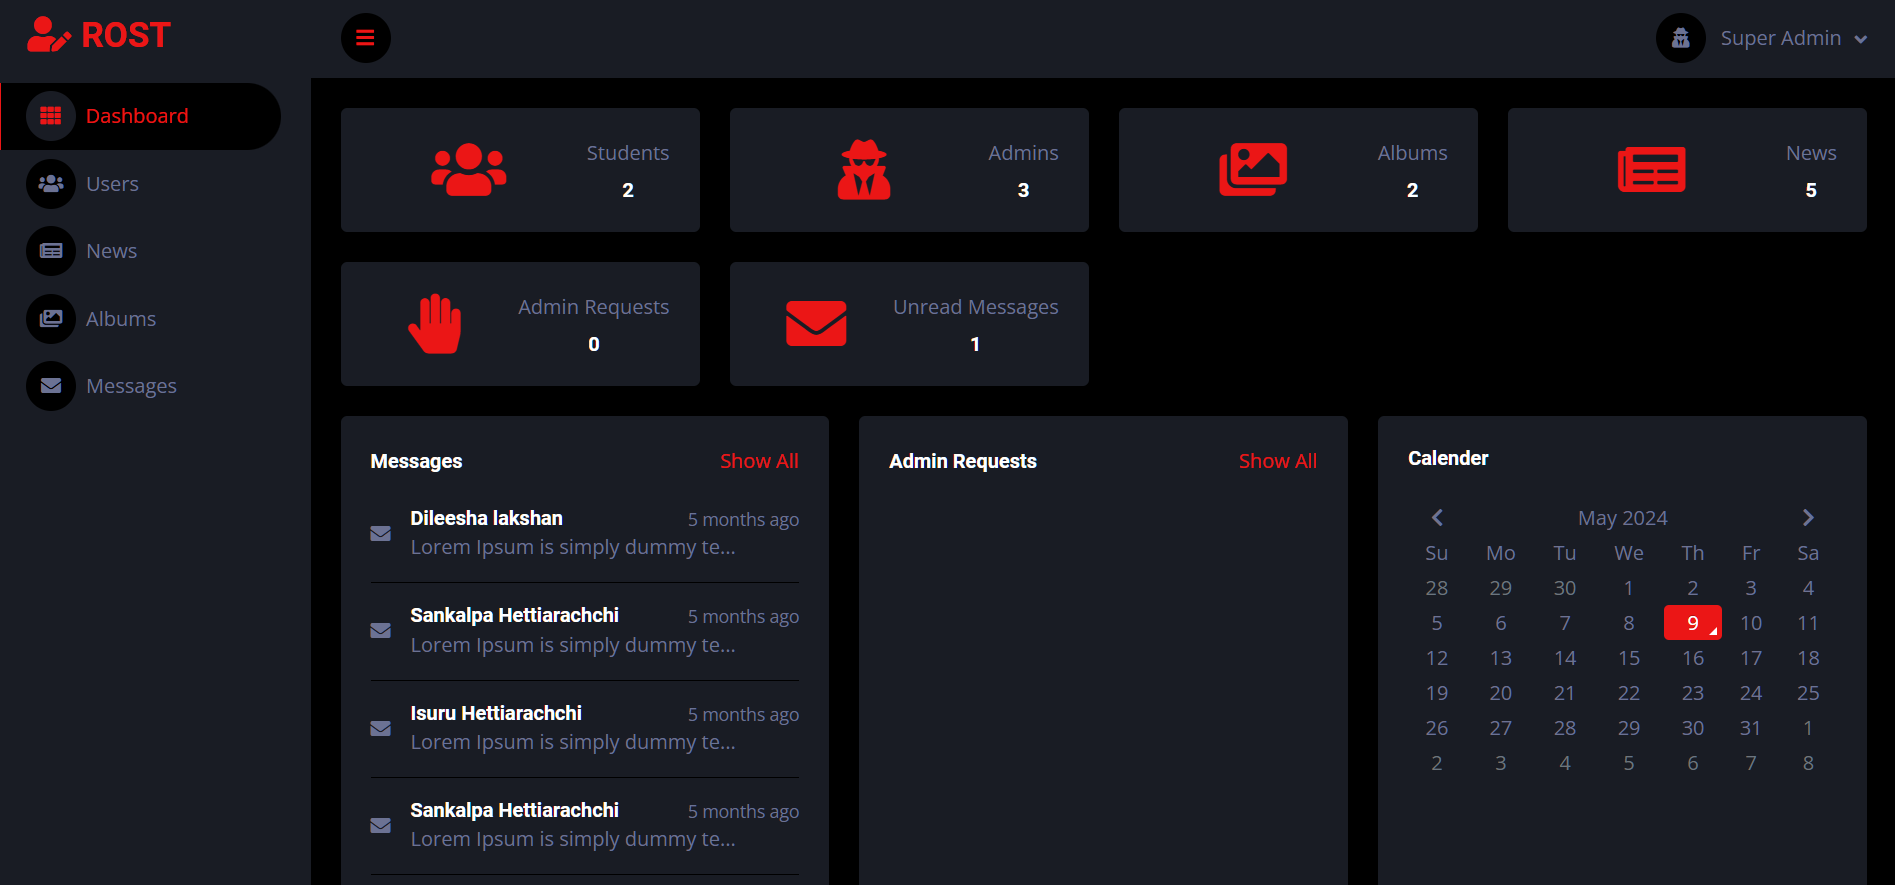 ROST
Super Admin
Dashboard
Users
News
Albums
Messages
Students
2
Admins
3
Albums
2
News
5
Admin Requests
0
Unread Messages
1
Messages Show All
Dileesha lakshan 5 months ago
Lorem Ipsum is simply dummy te...
Sankalpa Hettiarachchi 5 months ago
Lorem Ipsum is simply dummy te...
Isuru Hettiarachchi 5 months ago
Lorem Ipsum is simply dummy te...
Sankalpa Hettiarachchi 5 months ago
Lorem Ipsum is simply dummy te...
Admin Requests Show All
Calender
May 2024
Su Mo Tu We Th Fr Sa
28 29 30 1 2 3 4
5 6 7 8 9 10 11
12 13 14 15 16 17 18
19 20 21 22 23 24 25
26 27 28 29 30 31 1
2 3 4 5 6 7 8